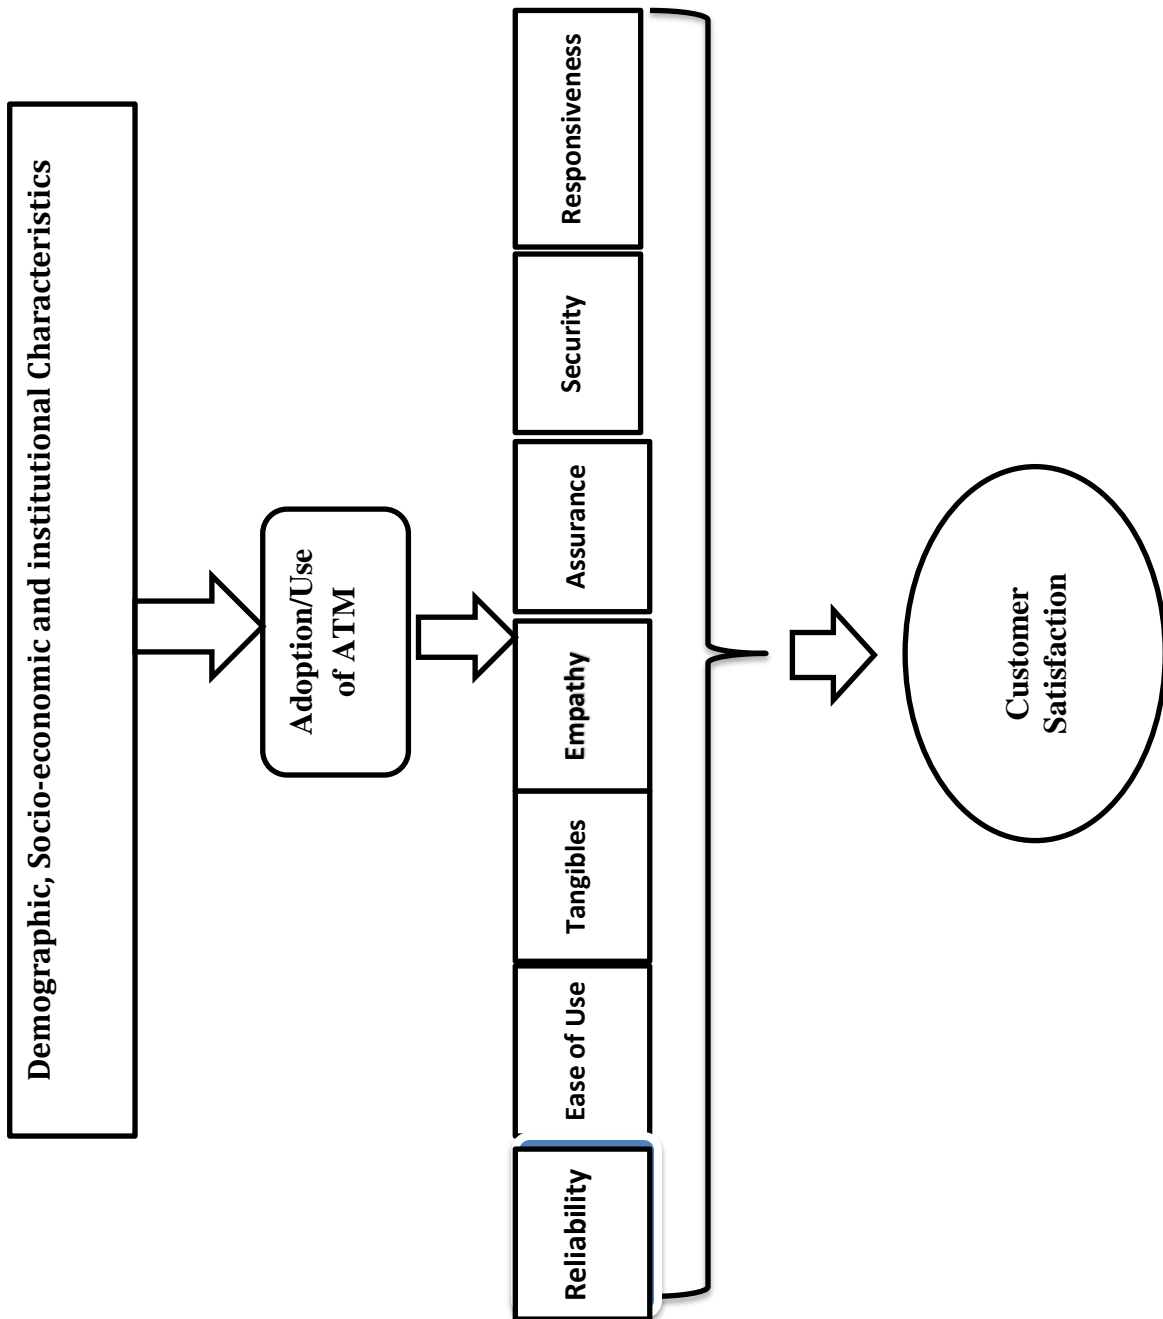 Demographic, Socio-economic and institutional Characteristics
Adoption/Use
of ATM
Reliability
Ease of Use
Tangibles
Empathy
Assurance
Security
Responsiveness
Customer
Satisfaction